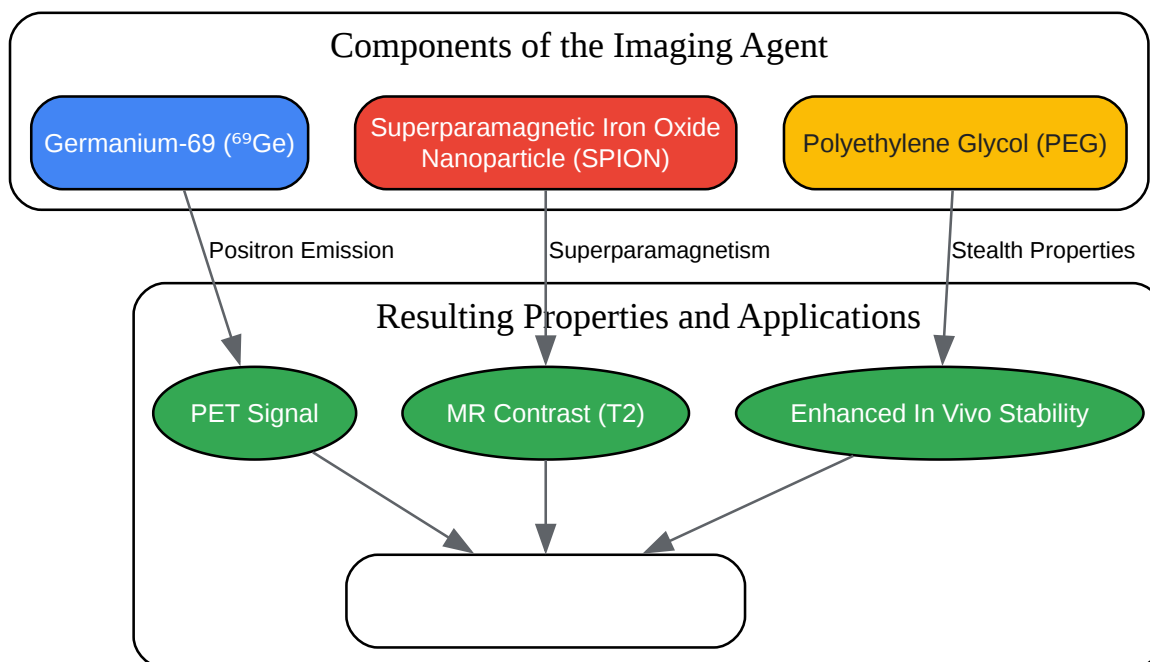 Components of the Imaging Agent
Germanium-69 (⁶⁹Ge)
Superparamagnetic Iron Oxide
Nanoparticle (SPION)
Polyethylene Glycol (PEG)
Positron Emission
Superparamagnetism
Stealth Properties
Resulting Properties and Applications
PET Signal
MR Contrast (T2)
Enhanced In Vivo Stability